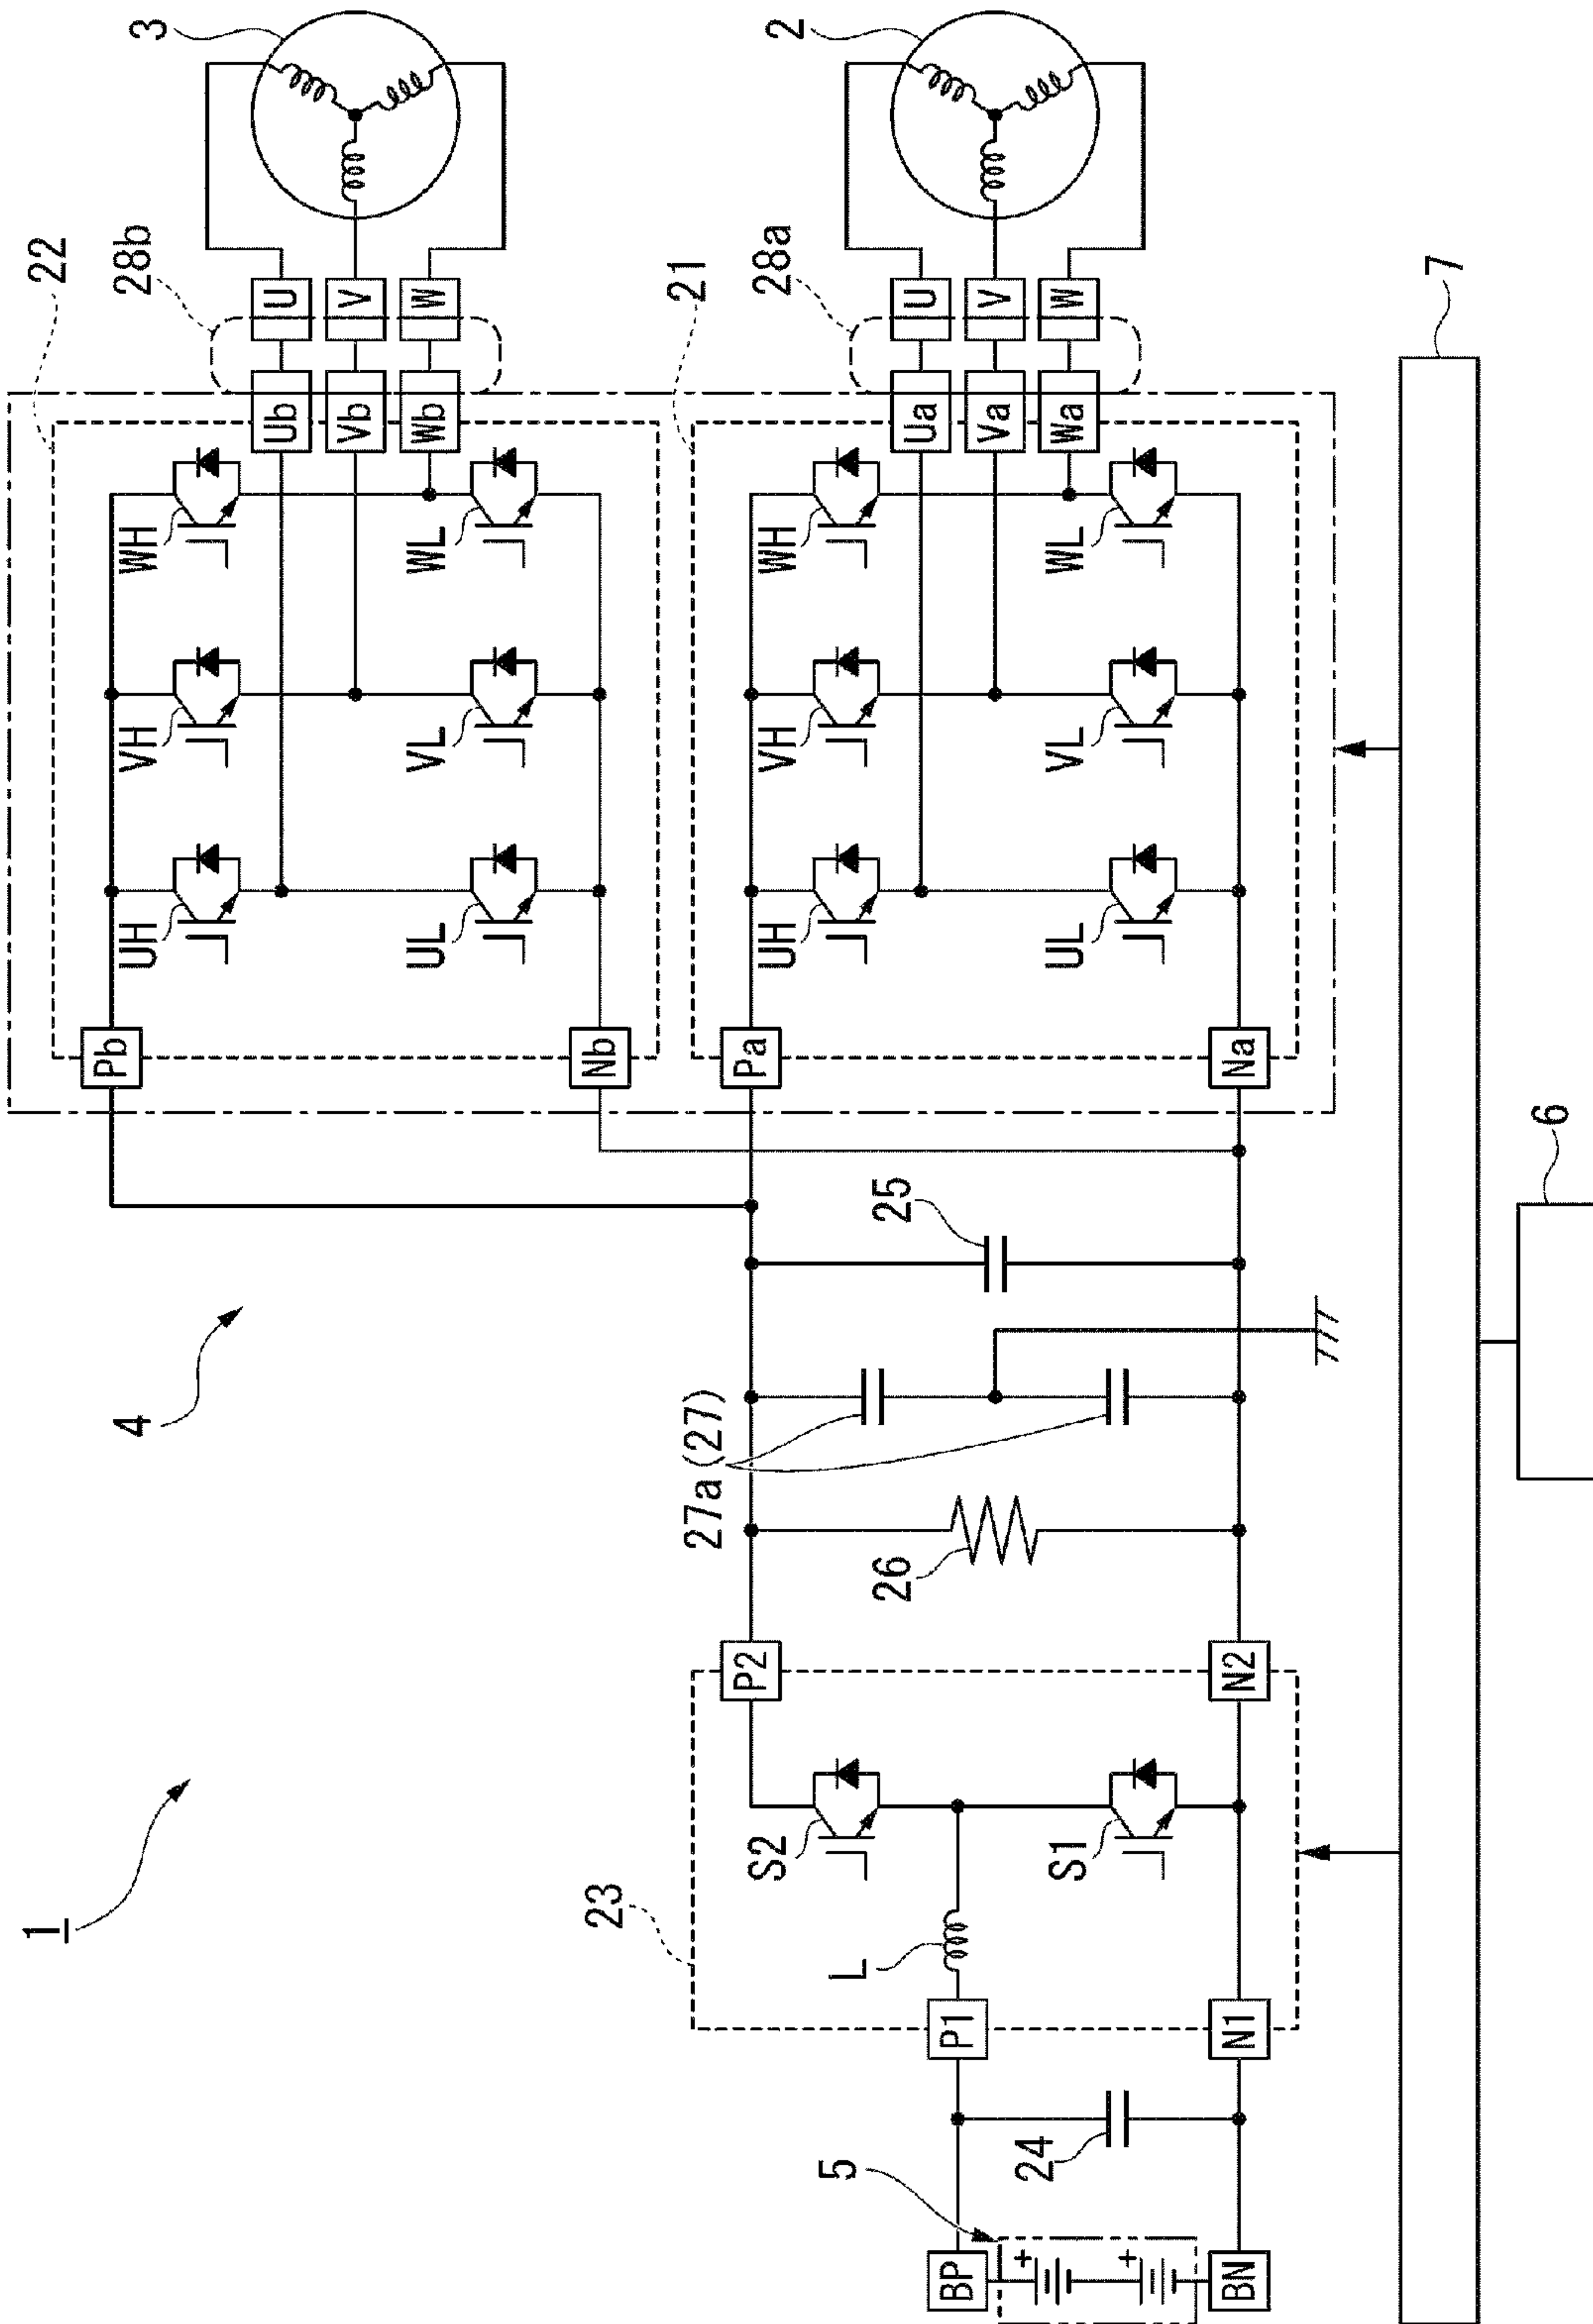 1
4
3
2
22
28b
21
28a
Pb
Nb
UH
VH
WH
UL
VL
WL
Ub
Vb
Wb
U
V
W
Pa
Na
UH
VH
WH
UL
VL
WL
Ua
Va
Wa
U
V
W
23
P2
N2
S2
S1
L
P1
N1
26
27a(27)
25
24
5
BP
+
+
BN
7
6